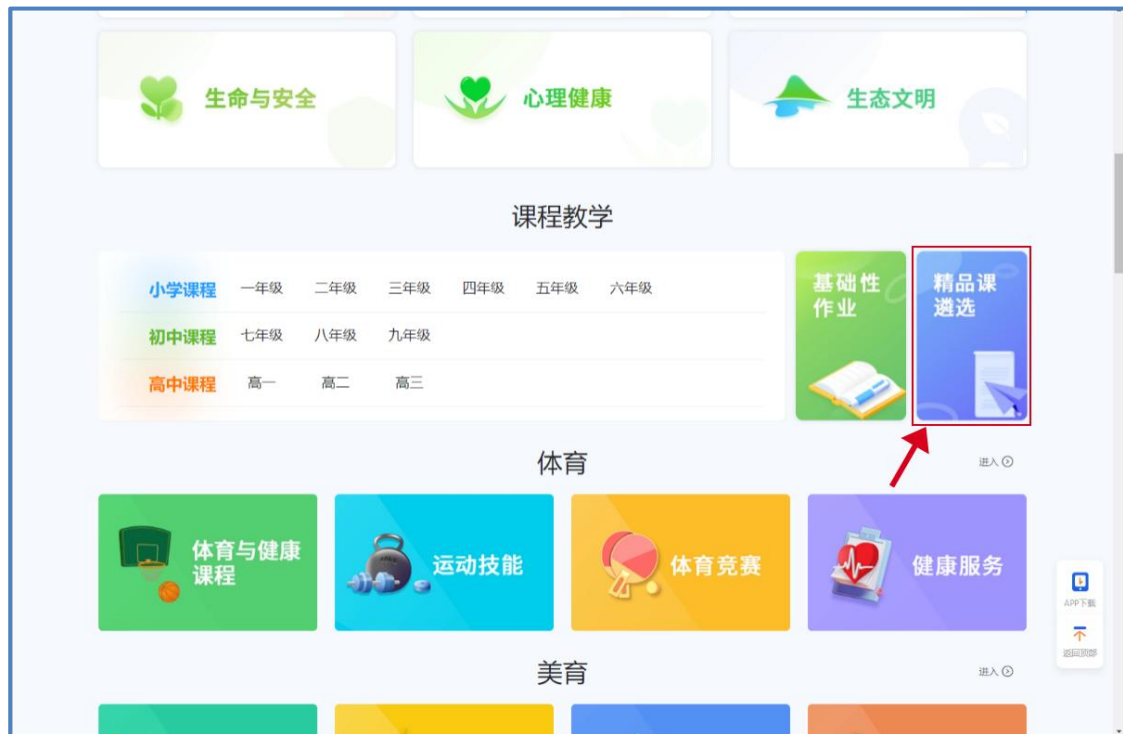 生命与安全
心理健康
生态文明
课程教学
小学课程 一年级 二年级 三年级 四年级 五年级 六年级
初中课程 七年级 八年级 九年级
高中课程 高一 高二 高三
基础性
作业
精品课
遴选
体育
进入
体育与健康
课程
运动技能
体育竞赛
健康服务
APP下载
返回顶部
美育
进入